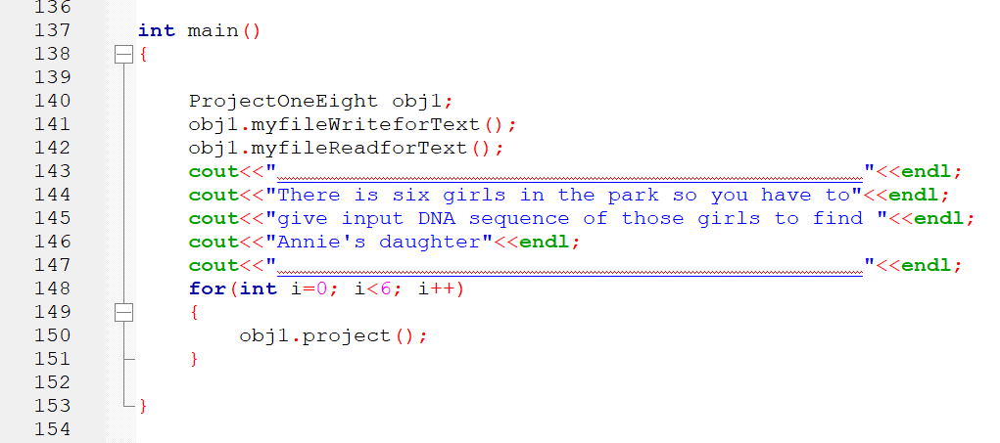 136
137 int main()
138 {
139
140 ProjectOneEight obj1;
141 obj1.myfileWriteforText();
142 obj1.myfileReadforText();
143 cout<<"______________________________________________"<<endl;
144 cout<<"There is six girls in the park so you have to"<<endl;
145 cout<<"give input DNA sequence of those girls to find "<<endl;
146 cout<<"Annie's daughter"<<endl;
147 cout<<"______________________________________________"<<endl;
148 for(int i=0; i<6; i++)
149 {
150 obj1.project();
151 }
152
153 }
154